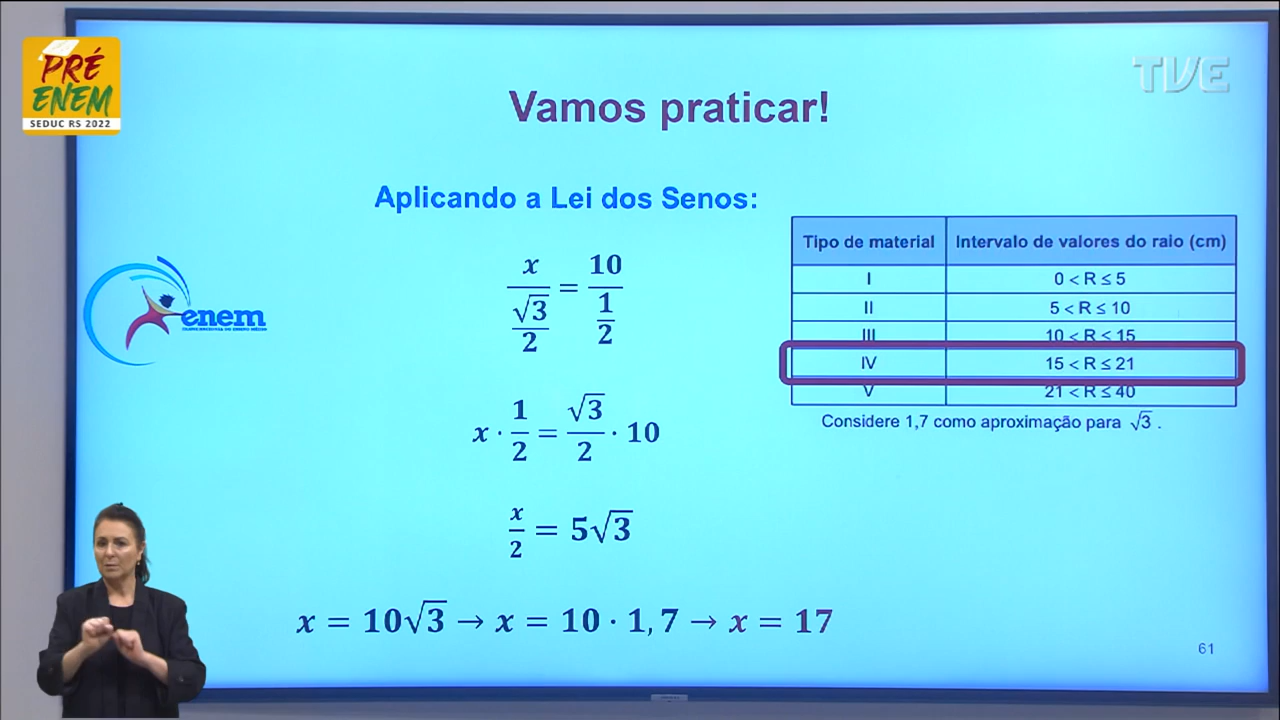 PRÉ
ENEM
SEDUC RS 2022
TVE
Vamos praticar!
Aplicando a Lei dos Senos:
x/(√3/2) = 10/(1/2)
x · 1/2 = √3/2 · 10
x/2 = 5√3
x = 10√3 → x = 10 · 1,7 → x = 17
enem
Tipo de material Intervalo de valores do raio (cm)
I 0 < R ≤ 5
II 5 < R ≤ 10
III 10 < R ≤ 15
IV 15 < R ≤ 21
V 21 < R ≤ 40
Considere 1,7 como aproximação para √3 .
61